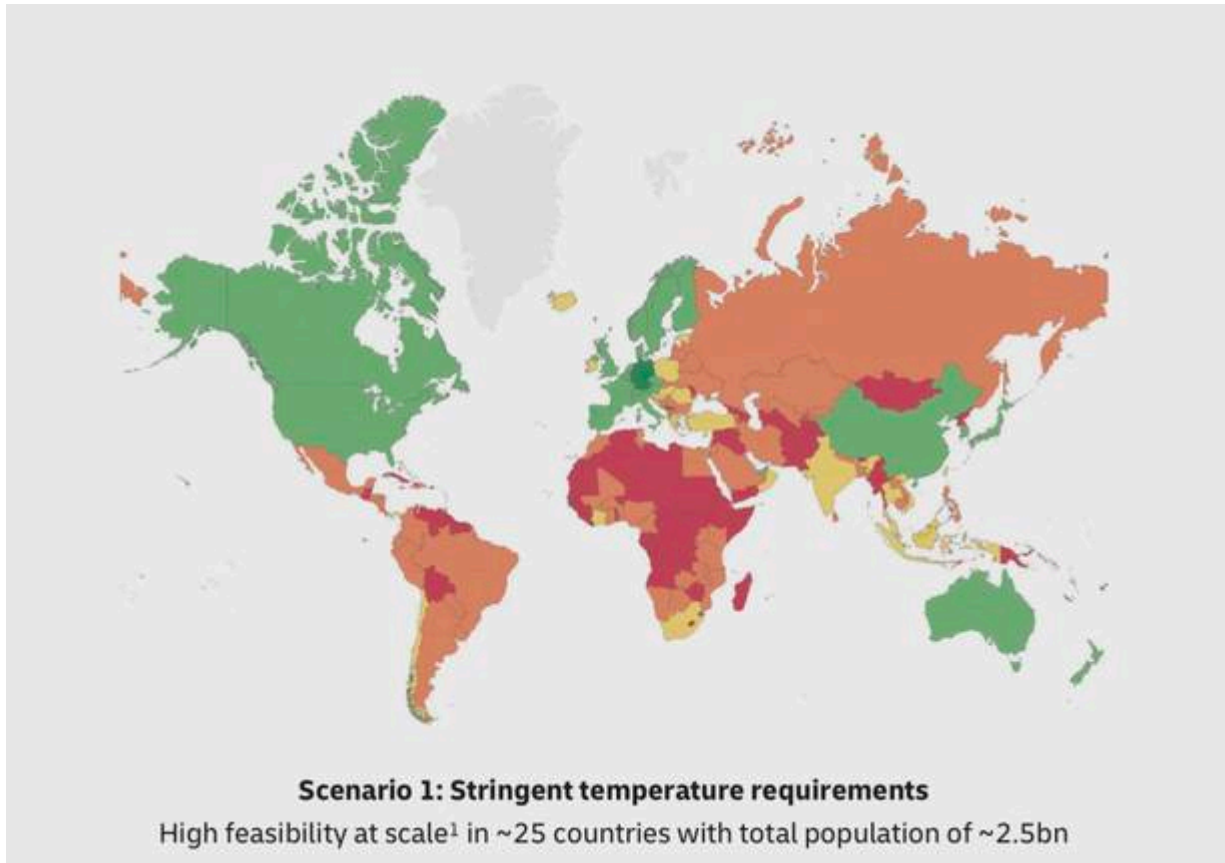 Scenario 1: Stringent temperature requirements
High feasibility at scale¹ in ~25 countries with total population of ~2.5bn